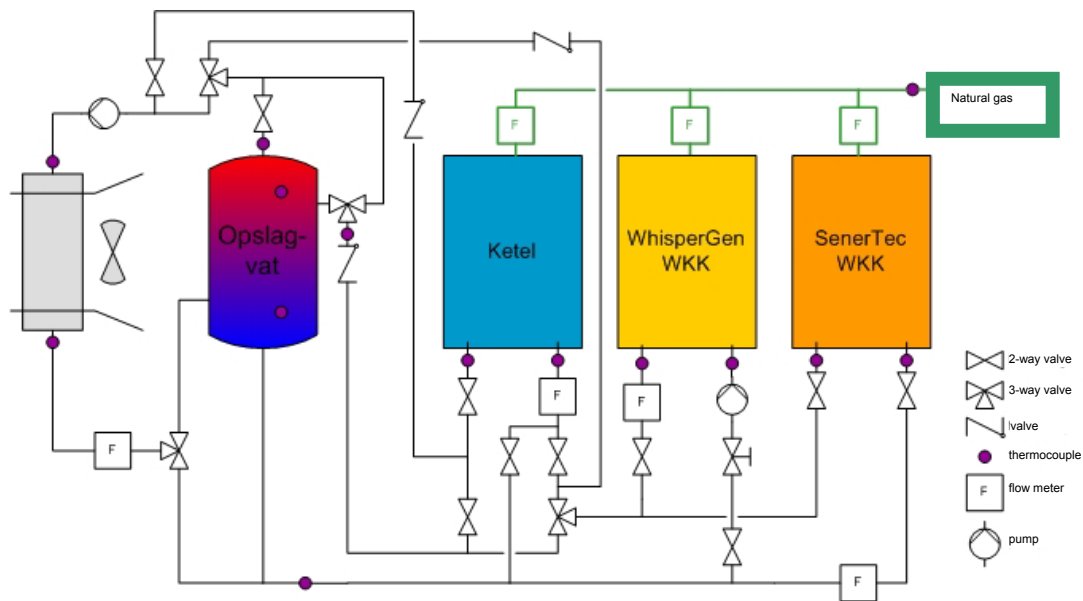 Natural gas
F
F
F
Opslag-
vat
Ketel
WhisperGen
WKK
SenerTec
WKK
2-way valve
3-way valve
valve
thermocouple
F
flow meter
pump
F
F
F
F